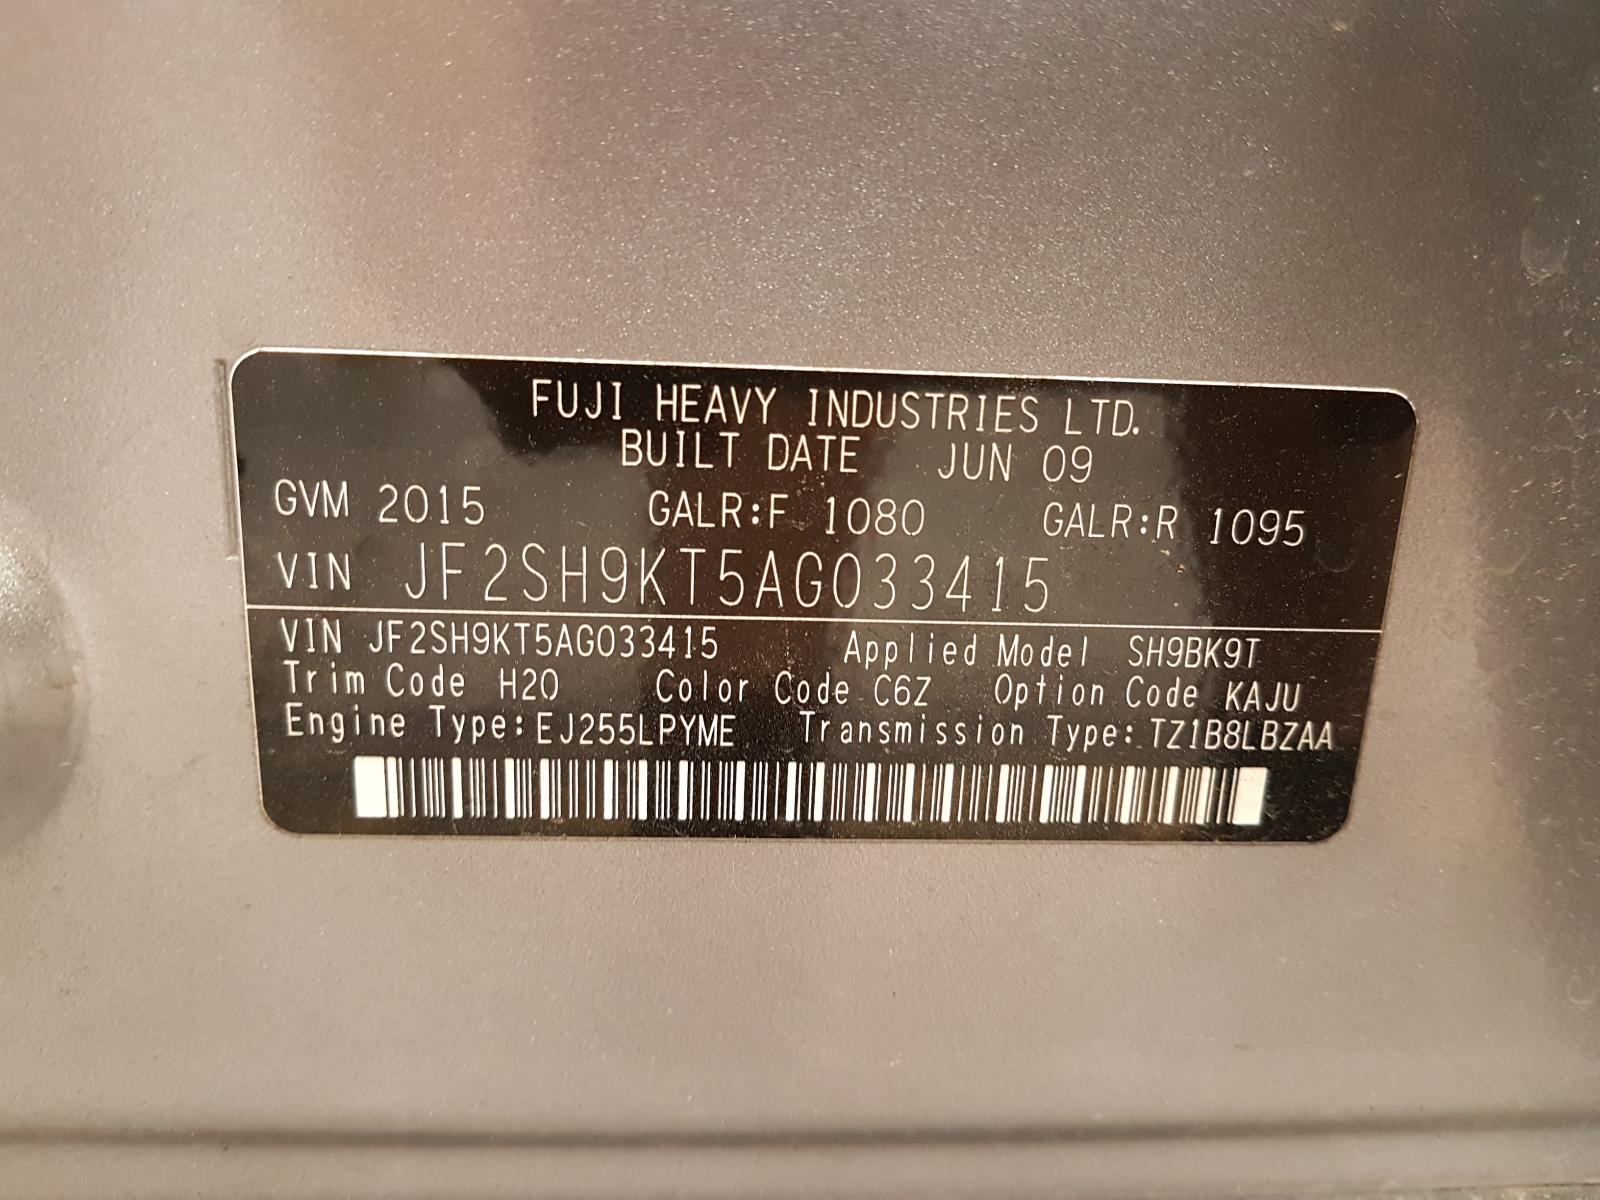 FUJI HEAVY INDUSTRIES LTD.
BUILT DATE JUN 09
GVM 2015 GALR:F 1080 GALR:R 1095
VIN JF2SH9KT5AG033415
VIN JF2SH9KT5AG033415 Applied Model SH9BK9T
Trim Code H20 Color Code C6Z Option Code KAJU
Engine Type:EJ255LPYME Transmission Type:TZ1B8LBZAA